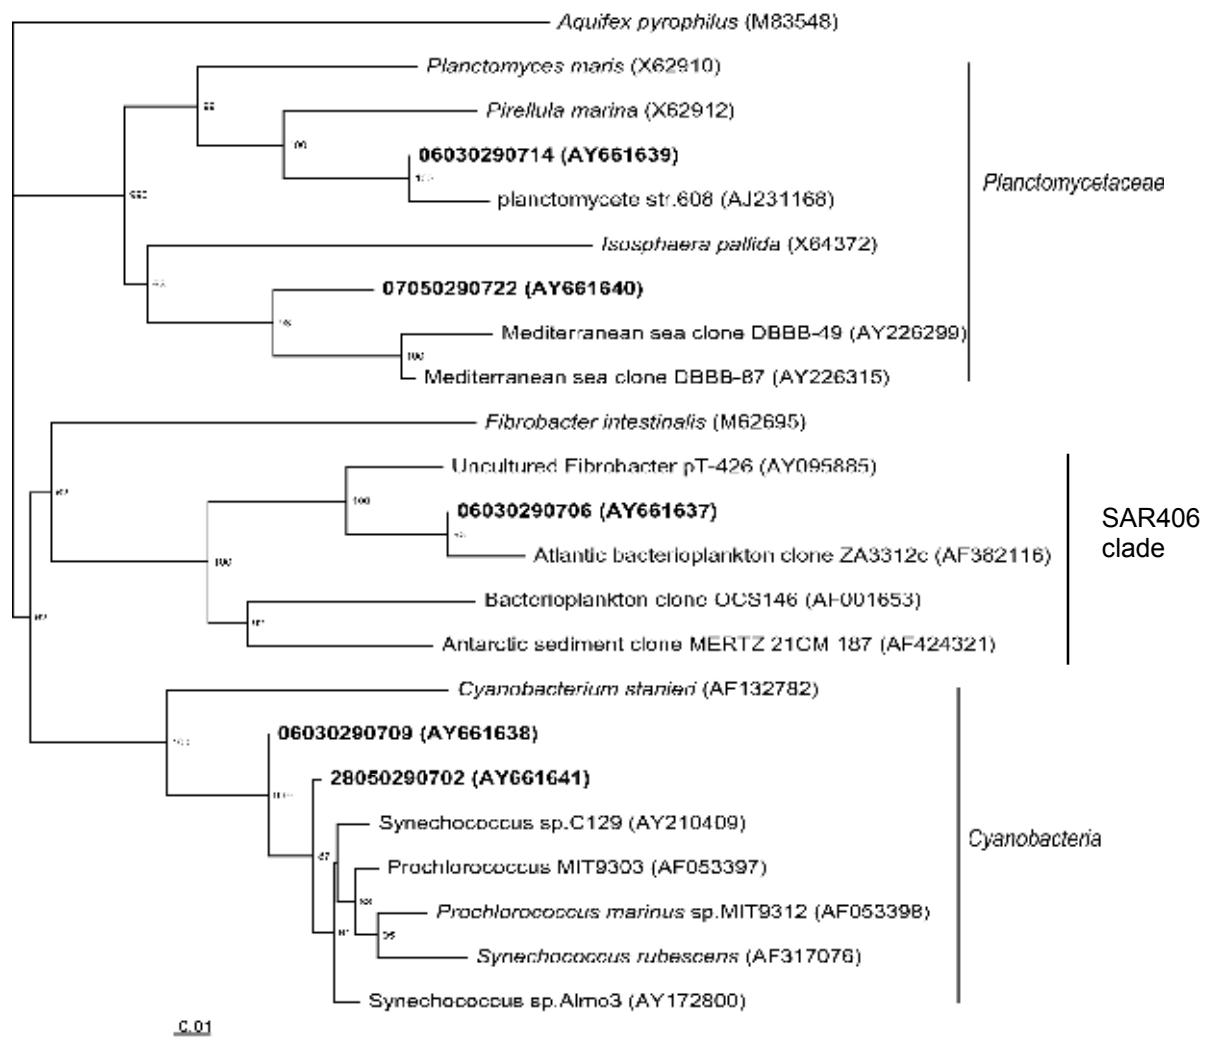 Aquifex pyrophilus (M83548)
Planctomyces maris (X62910)
Pirellula marina (X62912)
06030290714 (AY661639)
planctomycete str.608 (AJ231168)
Planctomycetaceae
Isosphaera pallida (X64372)
07050290722 (AY661640)
Mediterranean sea clone DBBB-49 (AY226299)
100
Mediterranean sea clone DBBB-87 (AY226315)
Fibrobacter intestinalis (M62695)
Uncultured Fibrobacter pT-426 (AY095885)
100
06030290706 (AY661637)
SAR406
clade
Atlantic bacterioplankton clone ZA3312c (AF382116)
100
Bacterioplankton clone OCS146 (AF001653)
Antarctic sediment clone MERTZ 21CM 187 (AF424321)
Cyanobacterium stanieri (AF132782)
06030290709 (AY661638)
28050290702 (AY661641)
Synechococcus sp.C129 (AY210409)
Cyanobacteria
Prochlorococcus MIT9303 (AF053397)
Prochlorococcus marinus sp.MIT9312 (AF053398)
Synechococcus rubescens (AF317076)
Synechococcus sp.Almo3 (AY172800)
0.01